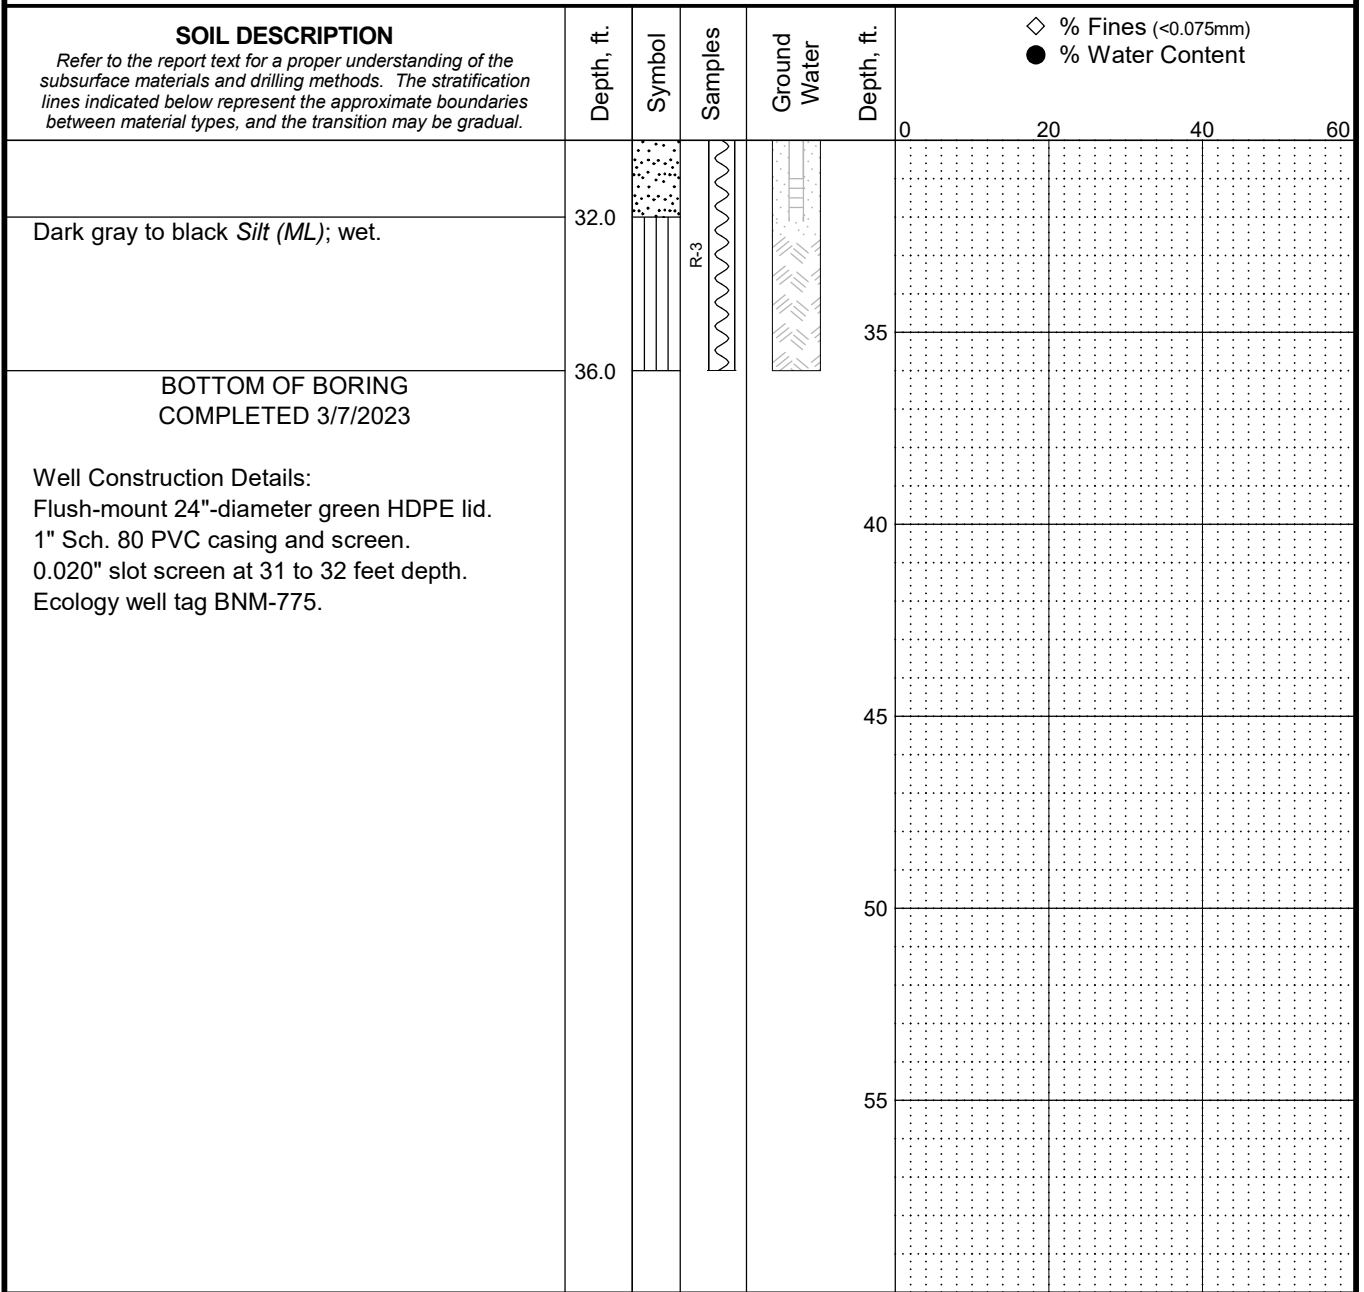 SOIL DESCRIPTION
Refer to the report text for a proper understanding of the
subsurface materials and drilling methods. The stratification
lines indicated below represent the approximate boundaries
between material types, and the transition may be gradual.
Depth, ft.
Symbol
Samples
Ground
Water
Depth, ft.
◇ % Fines (<0.075mm)
● % Water Content
0 20 40 60
32.0
Dark gray to black Silt (ML); wet.
R-3
35
36.0
BOTTOM OF BORING
COMPLETED 3/7/2023
Well Construction Details:
Flush-mount 24"-diameter green HDPE lid.
1" Sch. 80 PVC casing and screen.
0.020" slot screen at 31 to 32 feet depth.
Ecology well tag BNM-775.
40
45
50
55